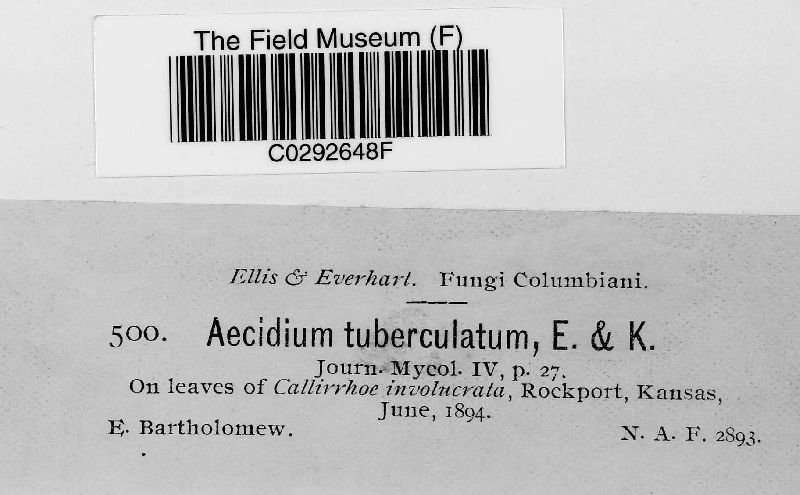 The Field Museum (F)
C0292648F
Ellis & Everhart. Fungi Columbiani.
500. Aecidium tuberculatum, E. & K.
Journ. Mycol. IV, p. 27.
On leaves of Callirrhoe involucrata, Rockport, Kansas,
June, 1894.
E. Bartholomew. N. A. F. 2893.